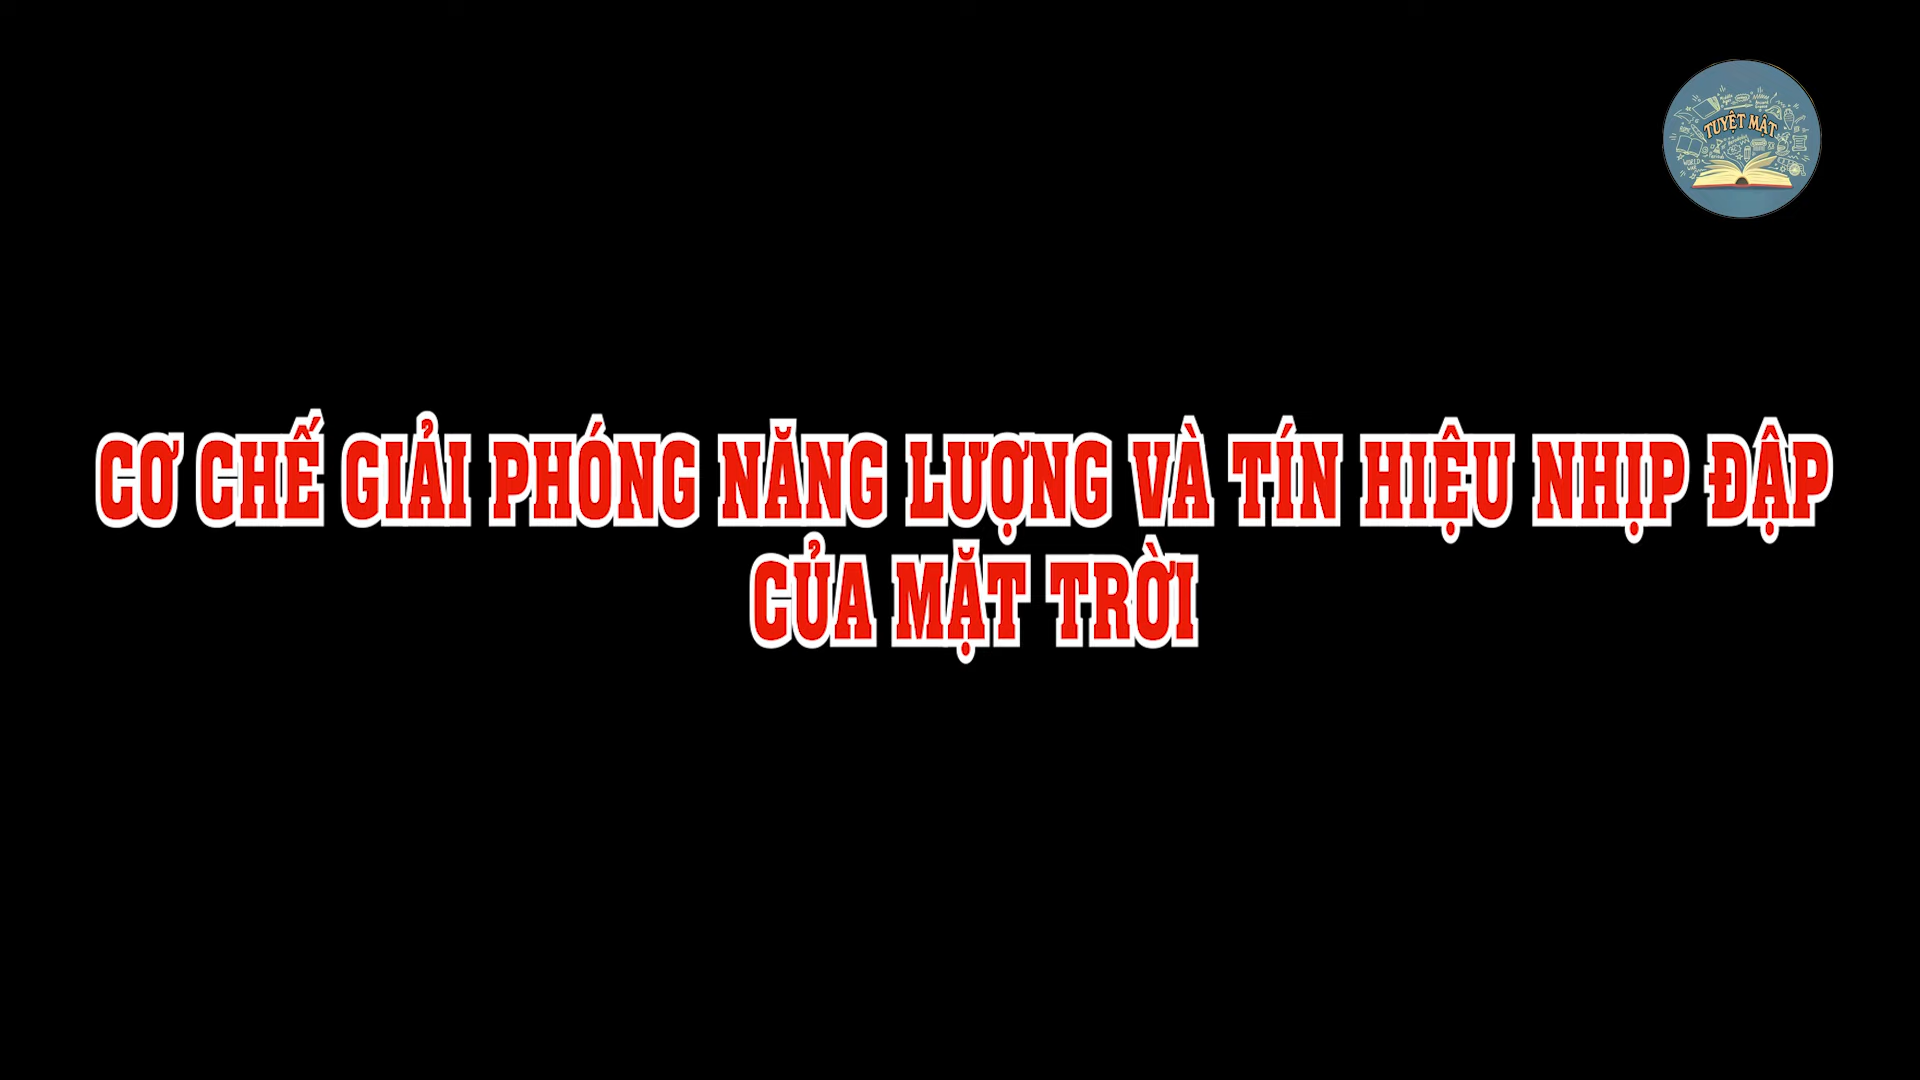 TUYỆT MẬT
CƠ CHẾ GIẢI PHÓNG NĂNG LƯỢNG VÀ TÍN HIỆU NHỊP ĐẬP
CỦA MẶT TRỜI